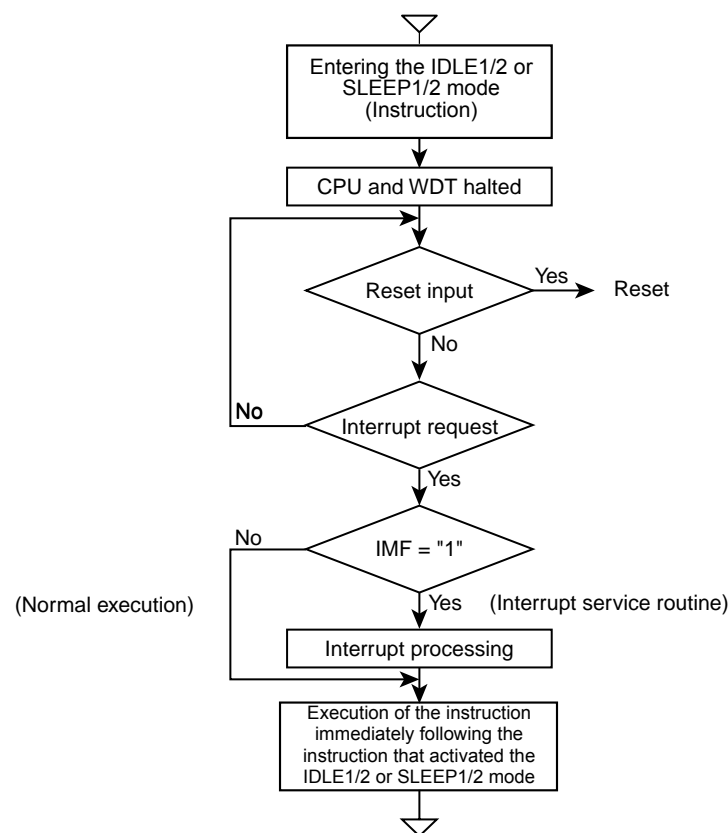 Entering the IDLE1/2 or
SLEEP1/2 mode
(Instruction)
CPU and WDT halted
Reset input
Yes
Reset
No
No
Interrupt request
Yes
No
IMF = "1"
(Normal execution)
Yes
(Interrupt service routine)
Interrupt processing
Execution of the instruction
immediately following the
instruction that activated the
IDLE1/2 or SLEEP1/2 mode